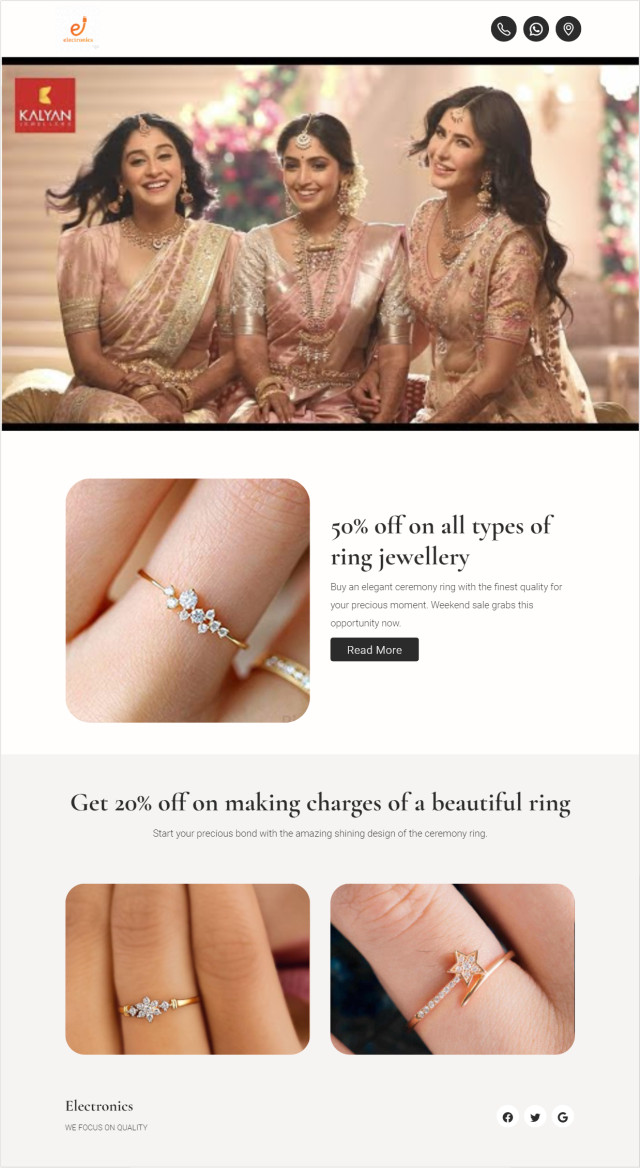 ej
electronics
KALYAN
JEWELLERS
50% off on all types of
ring jewellery
Buy an elegant ceremony ring with the finest quality for
your precious moment. Weekend sale grabs this
opportunity now.
Read More
Get 20% off on making charges of a beautiful ring
Start your precious bond with the amazing shining design of the ceremony ring.
Electronics
WE FOCUS ON QUALITY